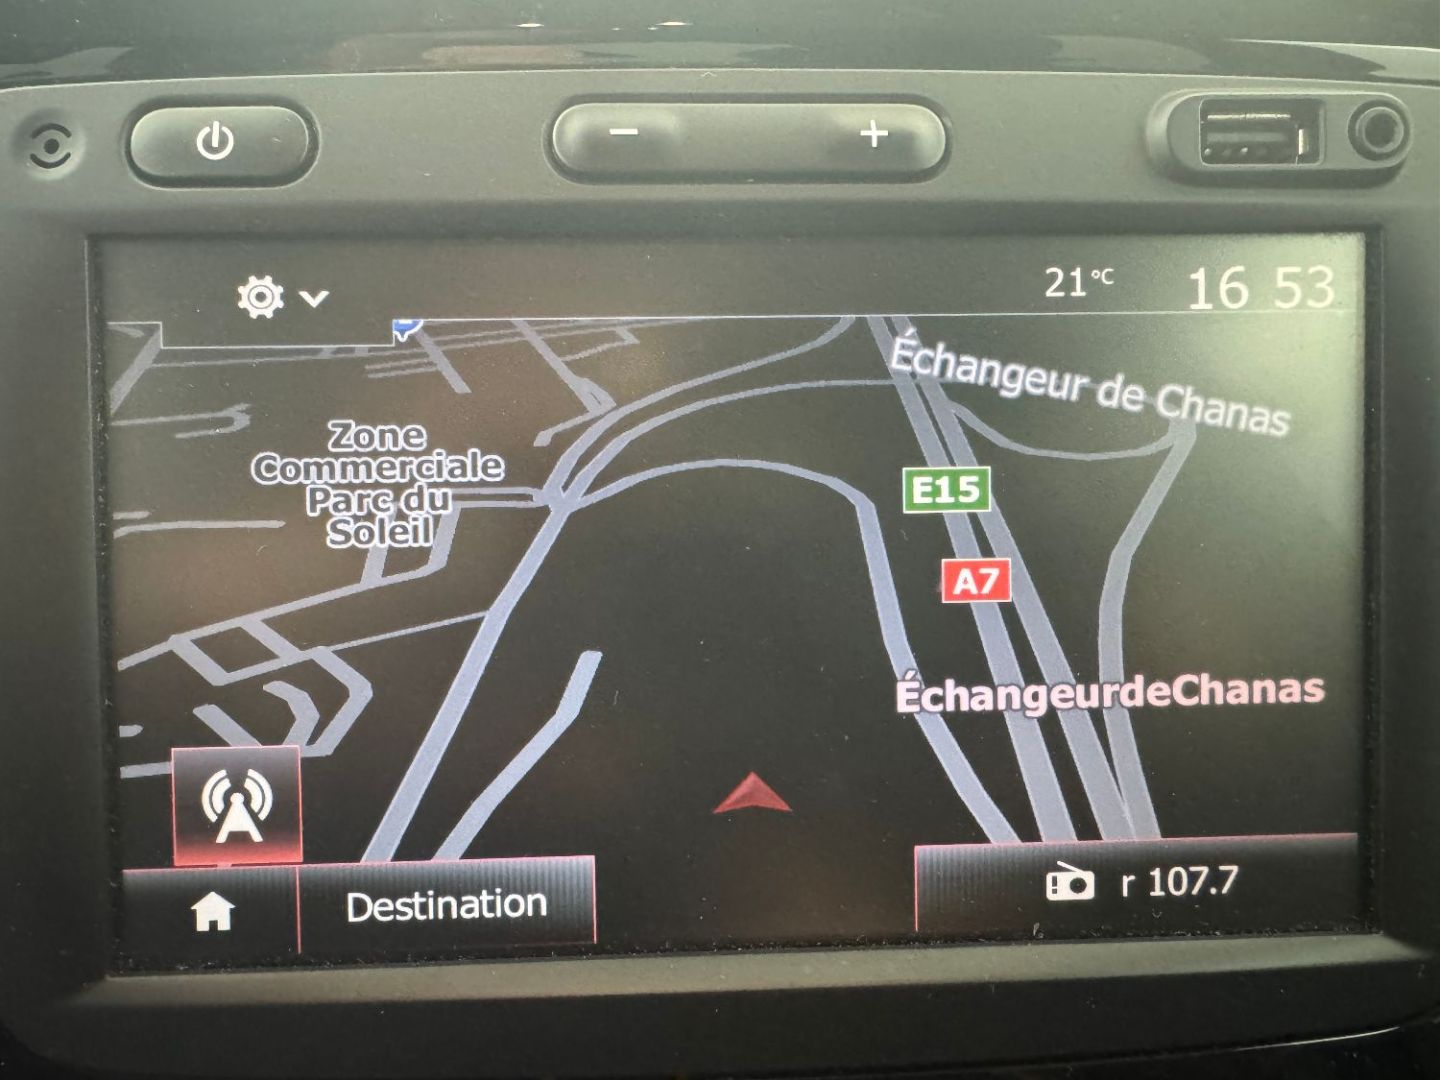 21°C
16 53
Échangeur de Chanas
Zone
Commerciale
Parc du
Soleil
E15
A7
ÉchangeurdeChanas
Destination
r 107.7